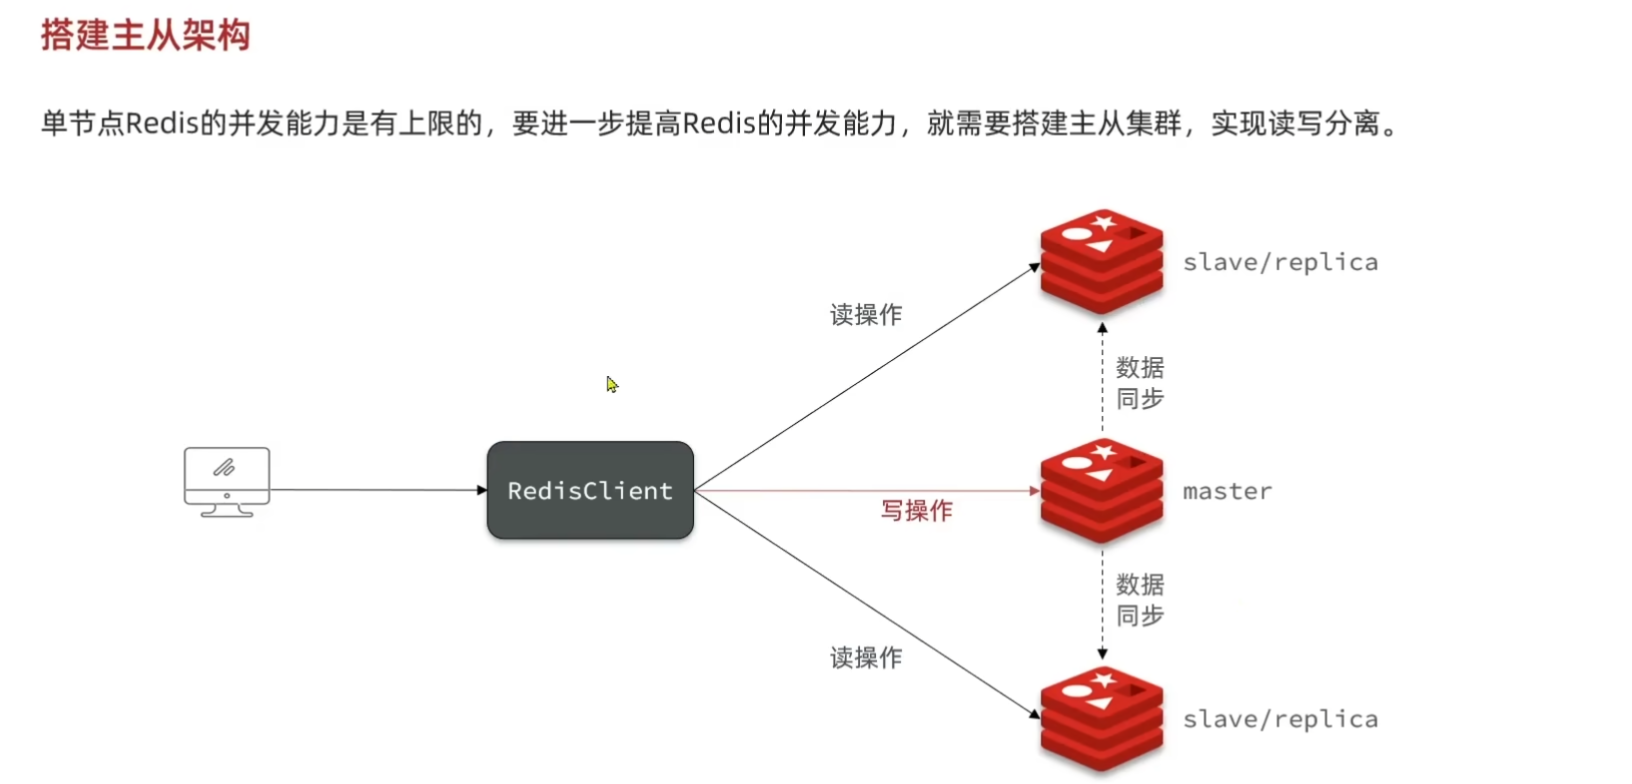 搭建主从架构
单节点Redis的并发能力是有上限的，要进一步提高Redis的并发能力，就需要搭建主从集群，实现读写分离。
slave/replica
读操作
数据
同步
RedisClient
写操作
master
数据
同步
读操作
slave/replica